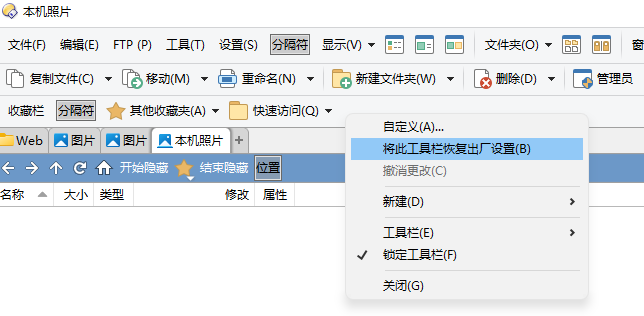 本机照片
文件(F) 编辑(E) FTP (P) 工具(T) 设置(S) 分隔符 显示(V) 文件夹(O)
复制文件(C) 移动(M) 重命名(N) 新建文件夹(W) 删除(D) 管理员
收藏栏 分隔符 其他收藏夹(A) 快速访问(Q)
Web 图片 图片 本机照片
开始隐藏 结束隐藏 位置
名称 大小 类型 修改 属性
自定义(A)...
将此工具栏恢复出厂设置(B)
撤消更改(C)
新建(D)
工具栏(E)
锁定工具栏(F)
关闭(G)